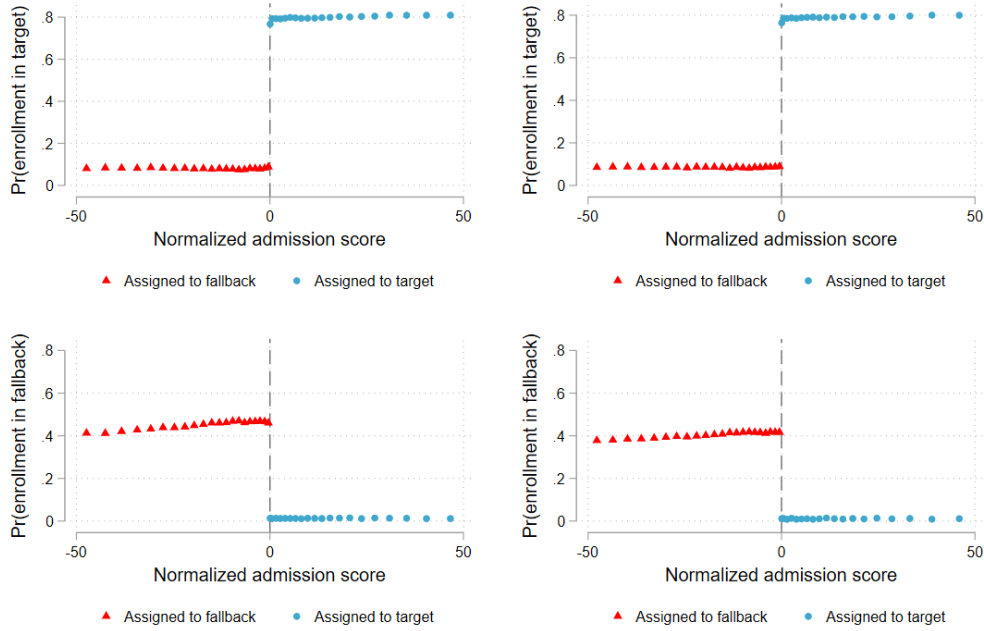 Pr(enrollment in target)
.8
.6
.4
.2
0
-50 0 50
Normalized admission score
Assigned to fallback Assigned to target
Pr(enrollment in target)
.8
.6
.4
.2
0
-50 0 50
Normalized admission score
Assigned to fallback Assigned to target
Pr(enrollment in fallback)
.8
.6
.4
.2
0
-50 0 50
Normalized admission score
Assigned to fallback Assigned to target
Pr(enrollment in fallback)
.8
.6
.4
.2
0
-50 0 50
Normalized admission score
Assigned to fallback Assigned to target